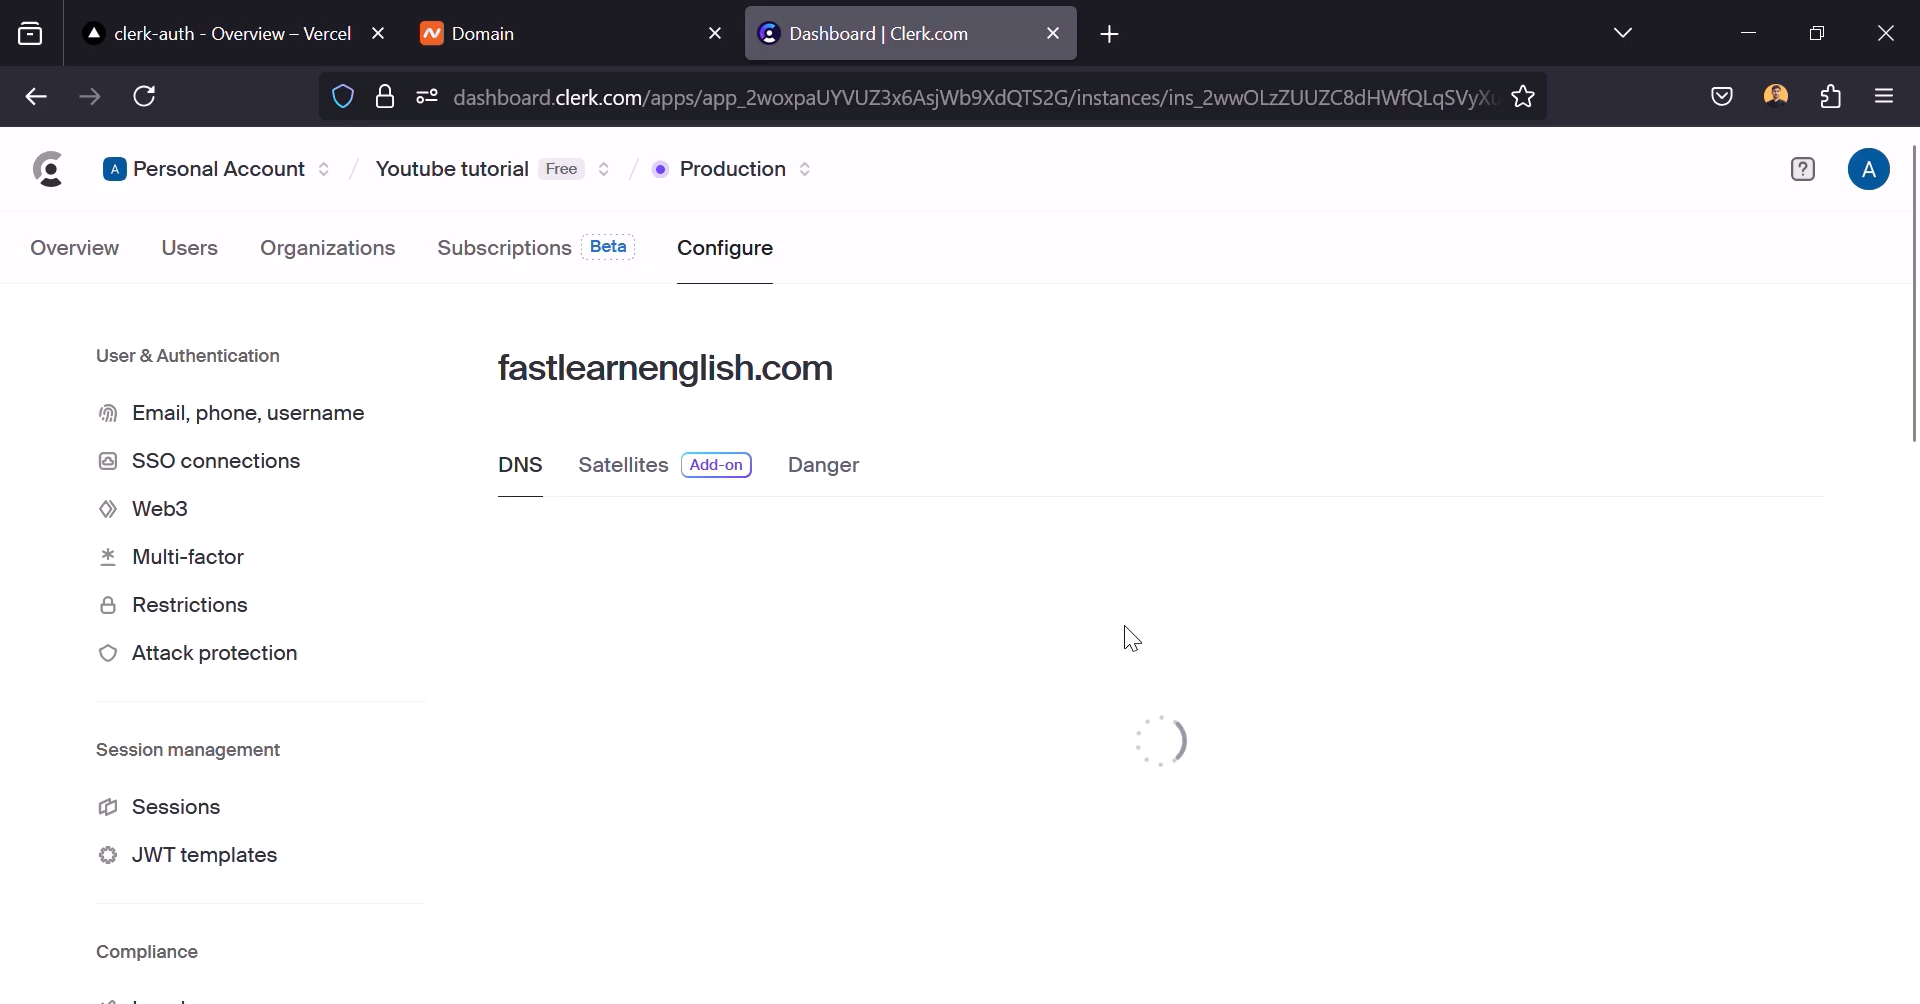 clerk-auth - Overview – Vercel
Domain
Dashboard | Clerk.com
dashboard.clerk.com/apps/app_2woxpaUYVUZ3x6AsjWb9XdQTS2G/instances/ins_2wwOLzZUUZC8dHWfQLqSVyXu
A Personal Account / Youtube tutorial Free / Production
?
A
Overview Users Organizations Subscriptions Beta Configure
User & Authentication
Email, phone, username
SSO connections
Web3
Multi-factor
Restrictions
Attack protection
Session management
Sessions
JWT templates
Compliance
fastlearnenglish.com
DNS Satellites Add-on Danger